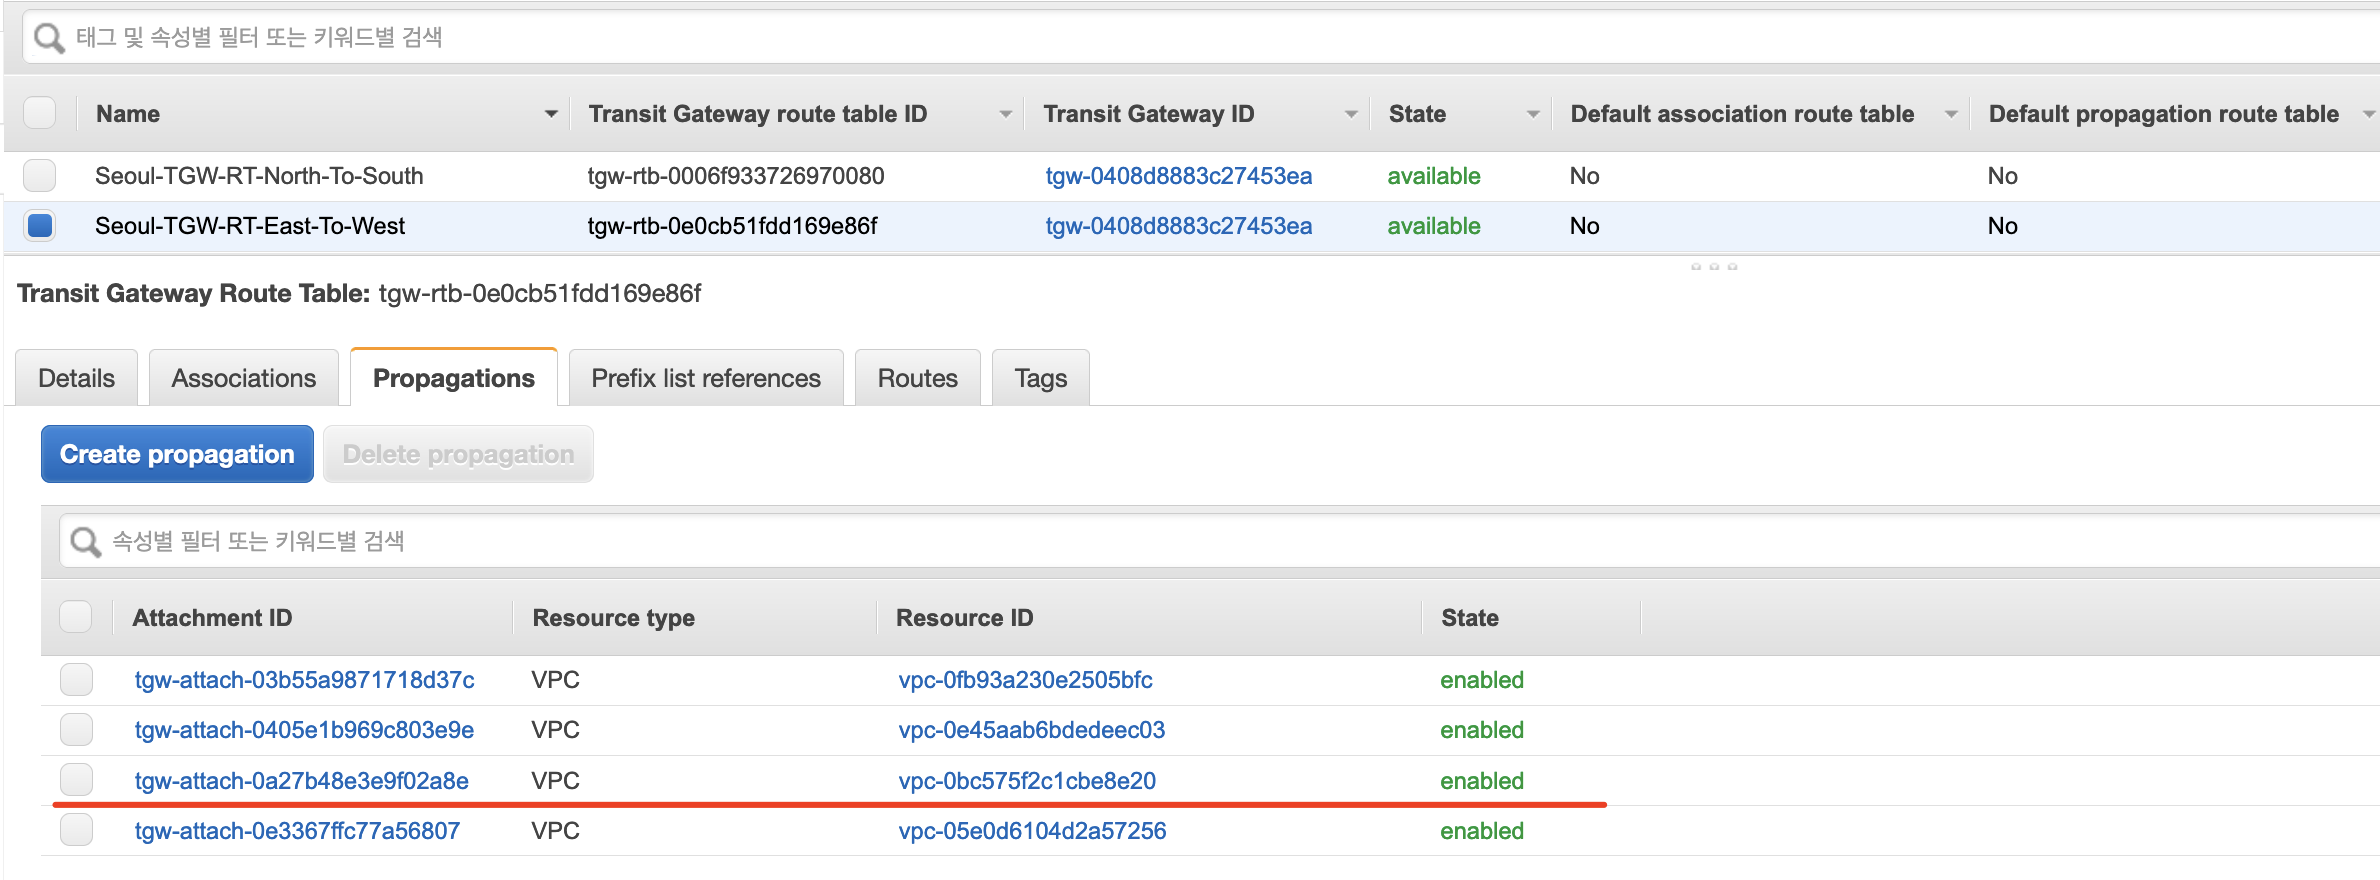 태그 및 속성별 필터 또는 키워드별 검색
Name Transit Gateway route table ID Transit Gateway ID State Default association route table Default propagation route table
Seoul-TGW-RT-North-To-South tgw-rtb-0006f933726970080 tgw-0408d8883c27453ea available No No
Seoul-TGW-RT-East-To-West tgw-rtb-0e0cb51fdd169e86f tgw-0408d8883c27453ea available No No
Transit Gateway Route Table: tgw-rtb-0e0cb51fdd169e86f
Details Associations Propagations Prefix list references Routes Tags
Create propagation Delete propagation
속성별 필터 또는 키워드별 검색
Attachment ID Resource type Resource ID State
tgw-attach-03b55a9871718d37c VPC vpc-0fb93a230e2505bfc enabled
tgw-attach-0405e1b969c803e9e VPC vpc-0e45aab6bdedeec03 enabled
tgw-attach-0a27b48e3e9f02a8e VPC vpc-0bc575f2c1cbe8e20 enabled
tgw-attach-0e3367ffc77a56807 VPC vpc-05e0d6104d2a57256 enabled